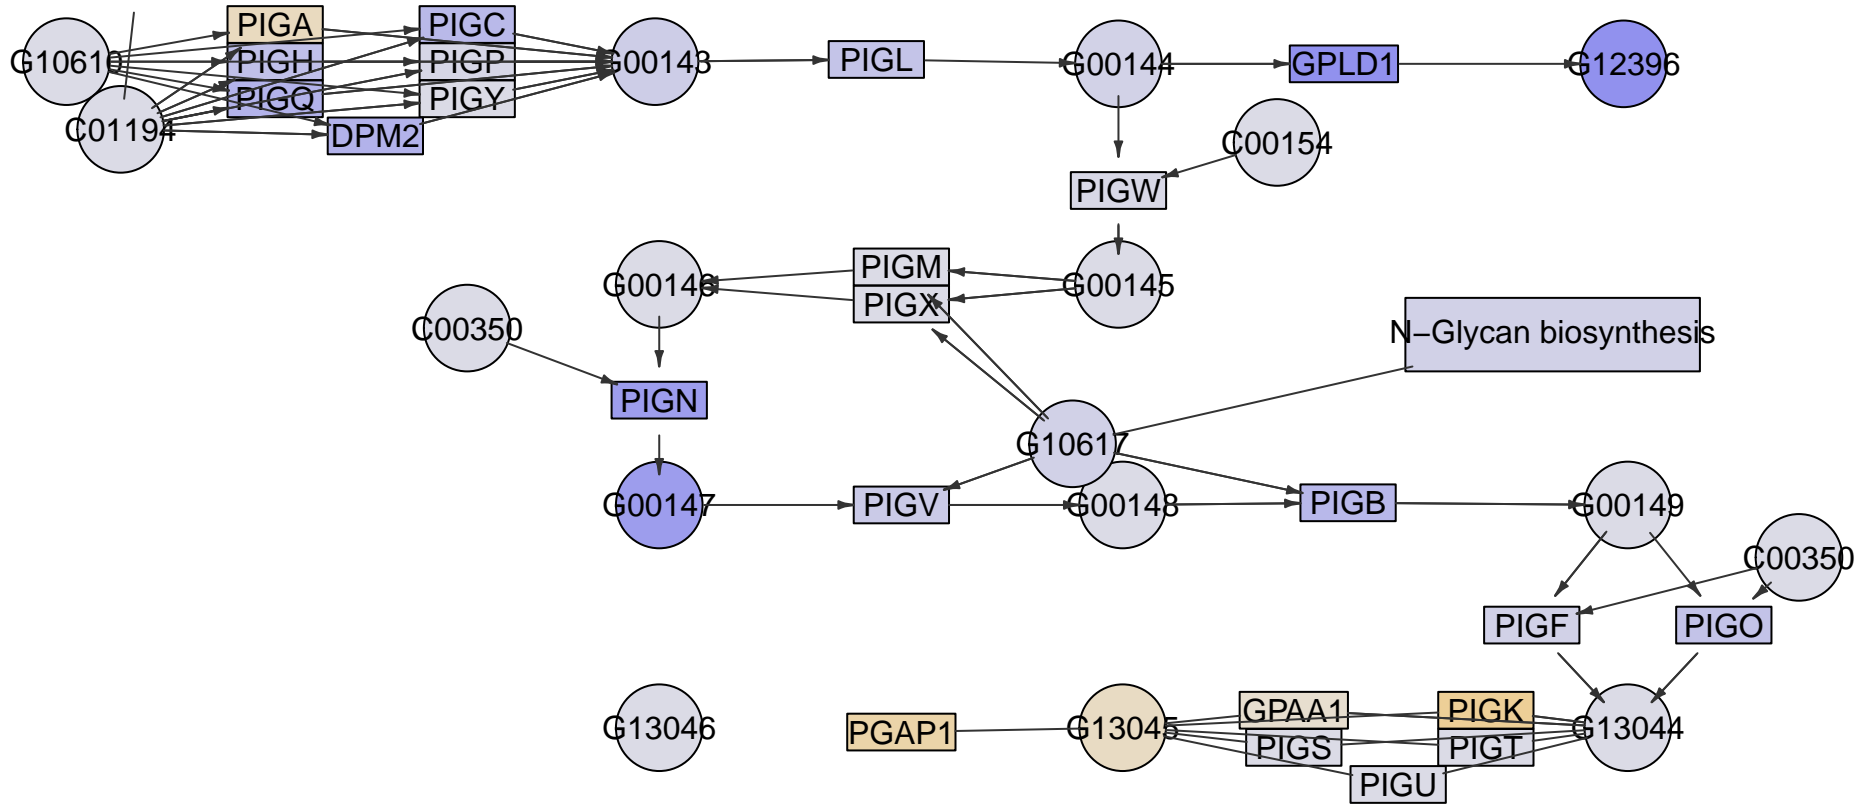 PIGA
PIGC
G10610
PIGH
PIGP
G00143
PIGL
G00144
GPLD1
G12396
PIGQ
PIGY
C01194
DPM2
C00154
PIGW
PIGM
G00146
G00145
PIGX
C00350
N−Glycan biosynthesis
PIGN
G10617
G00147
PIGV
G00148
PIGB
G00149
C00350
PIGF
PIGO
GPAA1
PIGK
G13046
PGAP1
G13045
G13044
PIGS
PIGT
PIGU